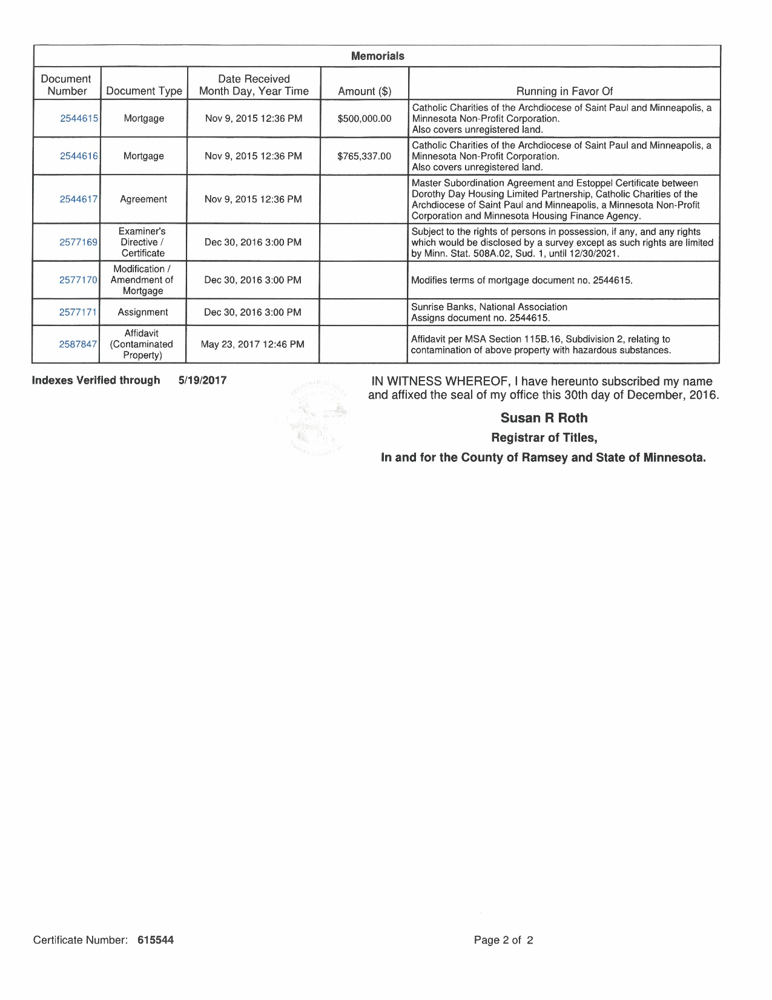 Memorials
Document Number Document Type Date Received Month Day, Year Time Amount ($) Running in Favor Of
2544615 Mortgage Nov 9, 2015 12:36 PM $500,000.00 Catholic Charities of the Archdiocese of Saint Paul and Minneapolis, a
Minnesota Non-Profit Corporation.
Also covers unregistered land.
2544616 Mortgage Nov 9, 2015 12:36 PM $765,337.00 Catholic Charities of the Archdiocese of Saint Paul and Minneapolis, a
Minnesota Non-Profit Corporation.
Also covers unregistered land.
2544617 Agreement Nov 9, 2015 12:36 PM Master Subordination Agreement and Estoppel Certificate between
Dorothy Day Housing Limited Partnership, Catholic Charities of the
Archdiocese of Saint Paul and Minneapolis, a Minnesota Non-Profit
Corporation and Minnesota Housing Finance Agency.
2577169 Examiner's Directive / Certificate Dec 30, 2016 3:00 PM Subject to the rights of persons in possession, if any, and any rights
which would be disclosed by a survey except as such rights are limited
by Minn. Stat. 508A.02, Sud. 1, until 12/30/2021.
2577170 Modification / Amendment of Mortgage Dec 30, 2016 3:00 PM Modifies terms of mortgage document no. 2544615.
2577171 Assignment Dec 30, 2016 3:00 PM Sunrise Banks, National Association
Assigns document no. 2544615.
2587847 Affidavit (Contaminated Property) May 23, 2017 12:46 PM Affidavit per MSA Section 115B.16, Subdivision 2, relating to
contamination of above property with hazardous substances.
Indexes Verified through 5/19/2017
IN WITNESS WHEREOF, I have hereunto subscribed my name
and affixed the seal of my office this 30th day of December, 2016.
Susan R Roth
Registrar of Titles,
In and for the County of Ramsey and State of Minnesota.
Certificate Number: 615544
Page 2 of 2